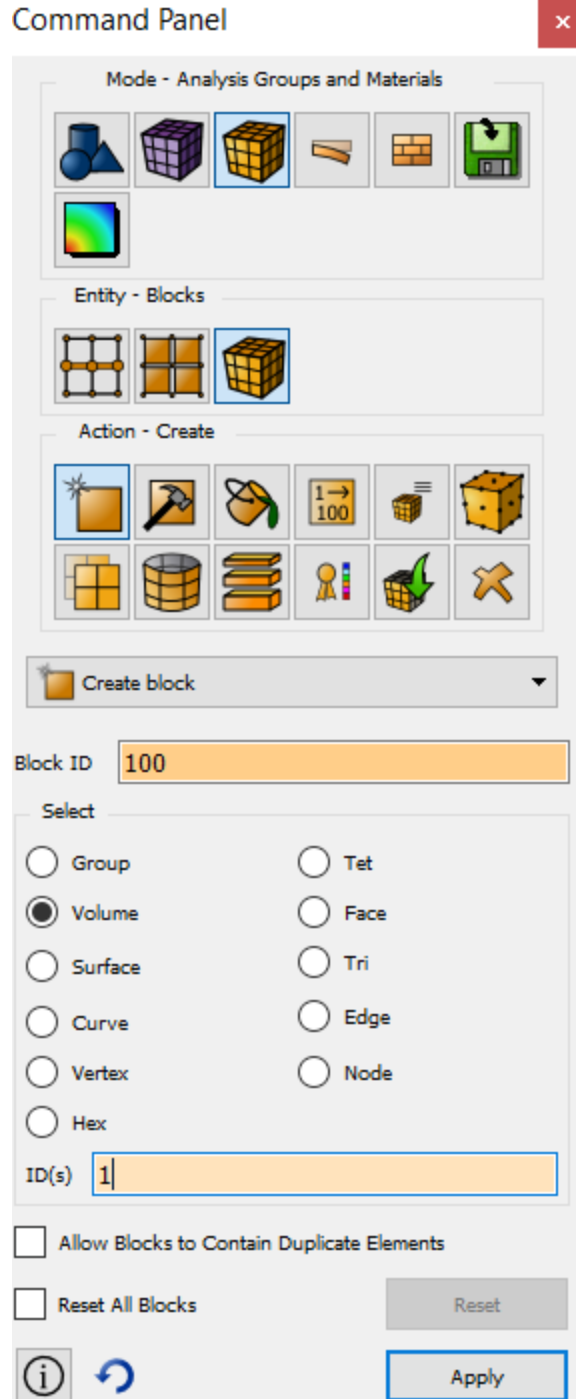 Command Panel
Mode - Analysis Groups and Materials
Entity - Blocks
Action - Create
1→
100
Create block
Block ID 100
Select
Group Tet
Volume Face
Surface Tri
Curve Edge
Vertex Node
Hex
ID(s) 1
Allow Blocks to Contain Duplicate Elements
Reset All Blocks Reset
Apply